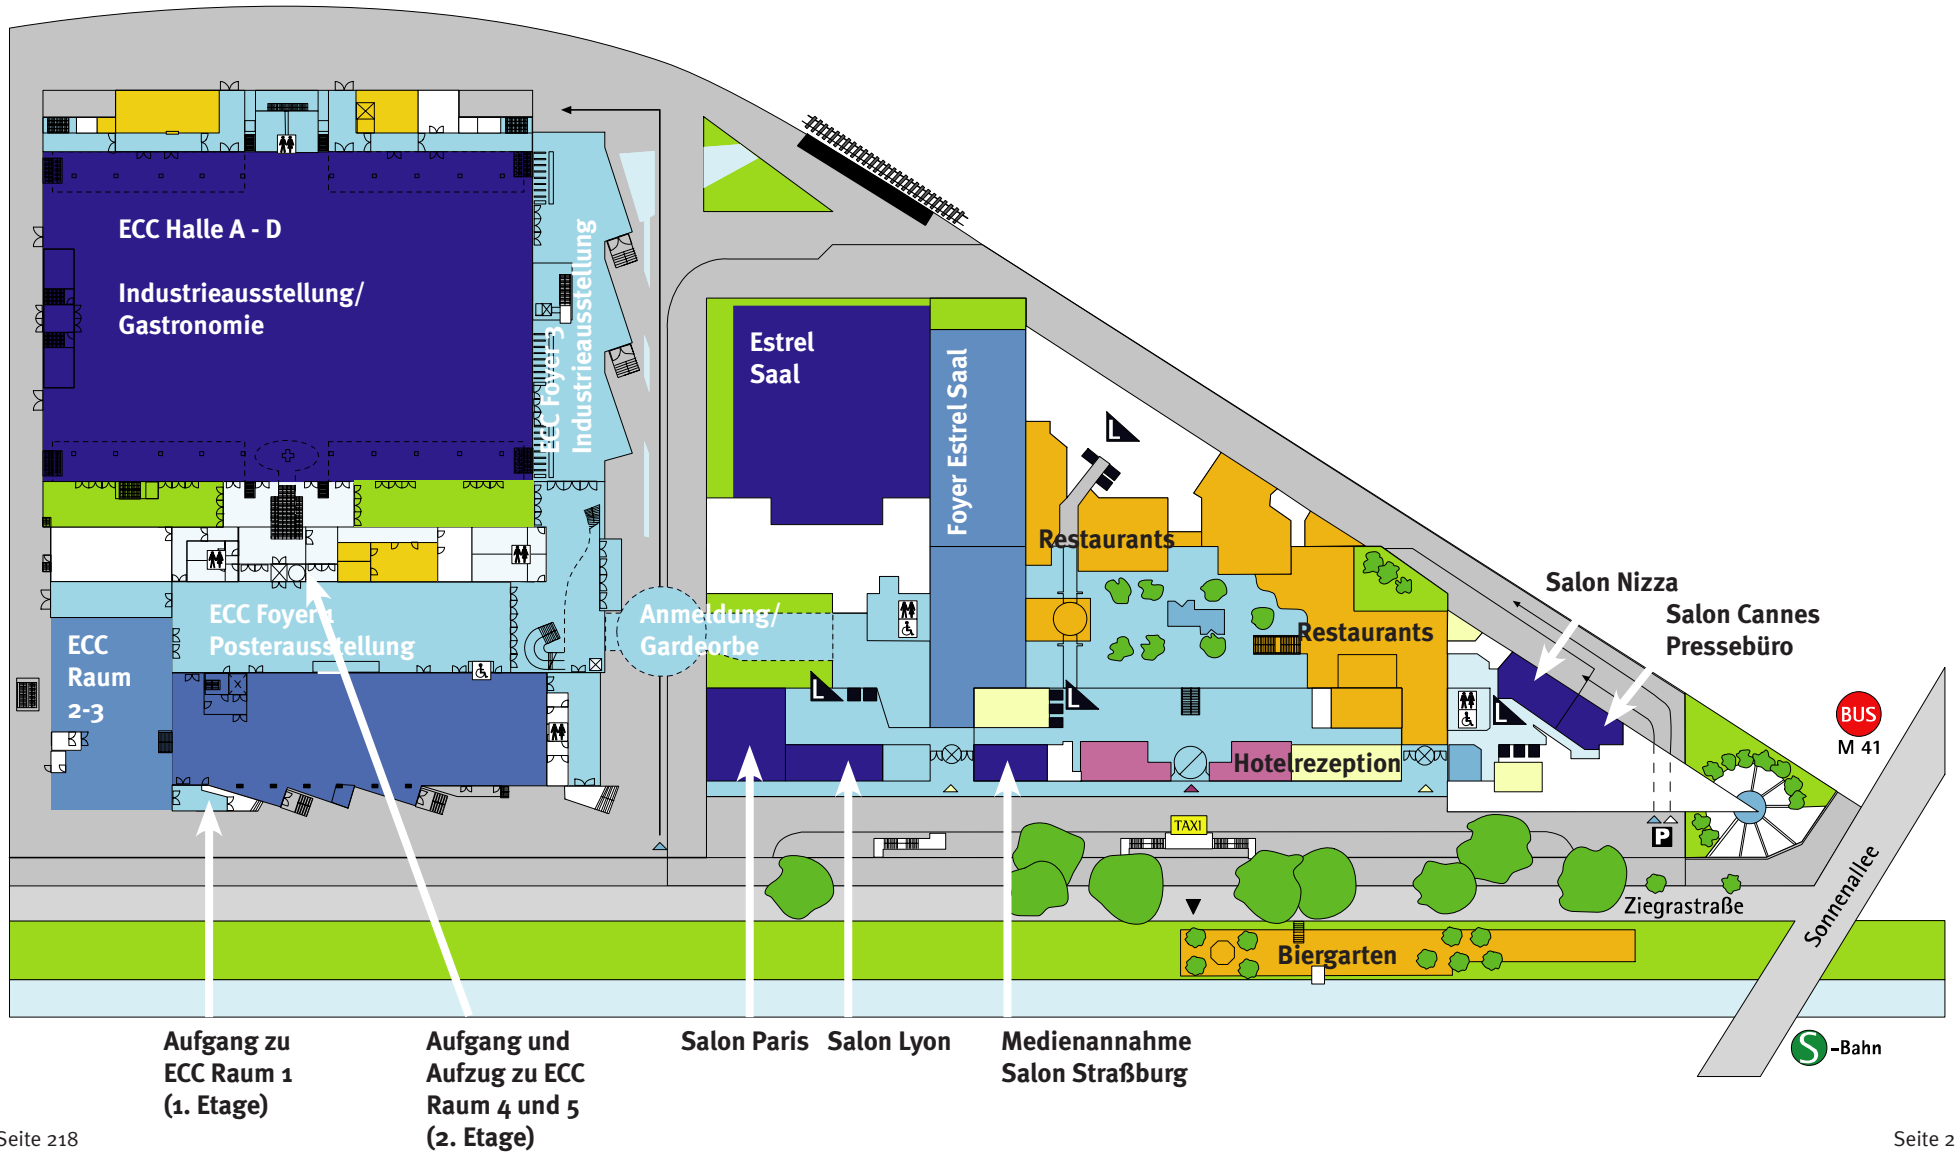 ECC Halle A - D
Industrieausstellung/
Gastronomie
ECC Foyer 3
Industrieausstellung
Estrel
Saal
Foyer Estrel Saal
L
Restaurants
Restaurants
Salon Nizza
Salon Cannes
Pressebüro
ECC Foyer 1
Posterausstellung
Anmeldung/
Gardeorbe
ECC
Raum
2-3
L
L
L
Hotelrezeption
BUS
M 41
TAXI
P
Ziegrastraße
Sonnenallee
Biergarten
S-Bahn
Aufgang zu
ECC Raum 1
(1. Etage)
Aufgang und
Aufzug zu ECC
Raum 4 und 5
(2. Etage)
Salon Paris
Salon Lyon
Medienannahme
Salon Straßburg
Seite 218
Seite 2